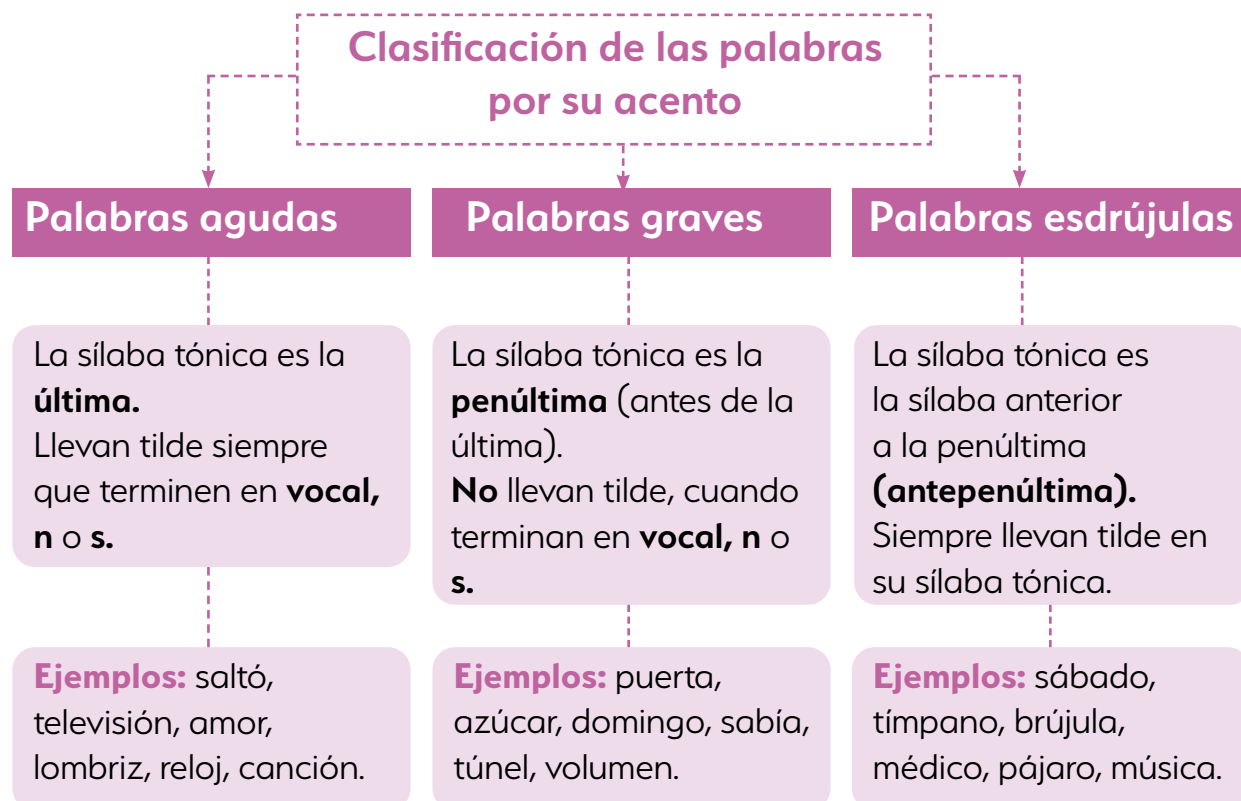 Clasificación de las palabras
por su acento
Palabras agudas
La sílaba tónica es la
última.
Llevan tilde siempre
que terminen en vocal,
n o s.
Ejemplos: saltó,
televisión, amor,
lombriz, reloj, canción.
Palabras graves
La sílaba tónica es la
penúltima (antes de la
última).
No llevan tilde, cuando
terminan en vocal, n o
s.
Ejemplos: puerta,
azúcar, domingo, sabía,
túnel, volumen.
Palabras esdrújulas
La sílaba tónica es
la sílaba anterior
a la penúltima
(antepenúltima).
Siempre llevan tilde en
su sílaba tónica.
Ejemplos: sábado,
tímpano, brújula,
médico, pájaro, música.